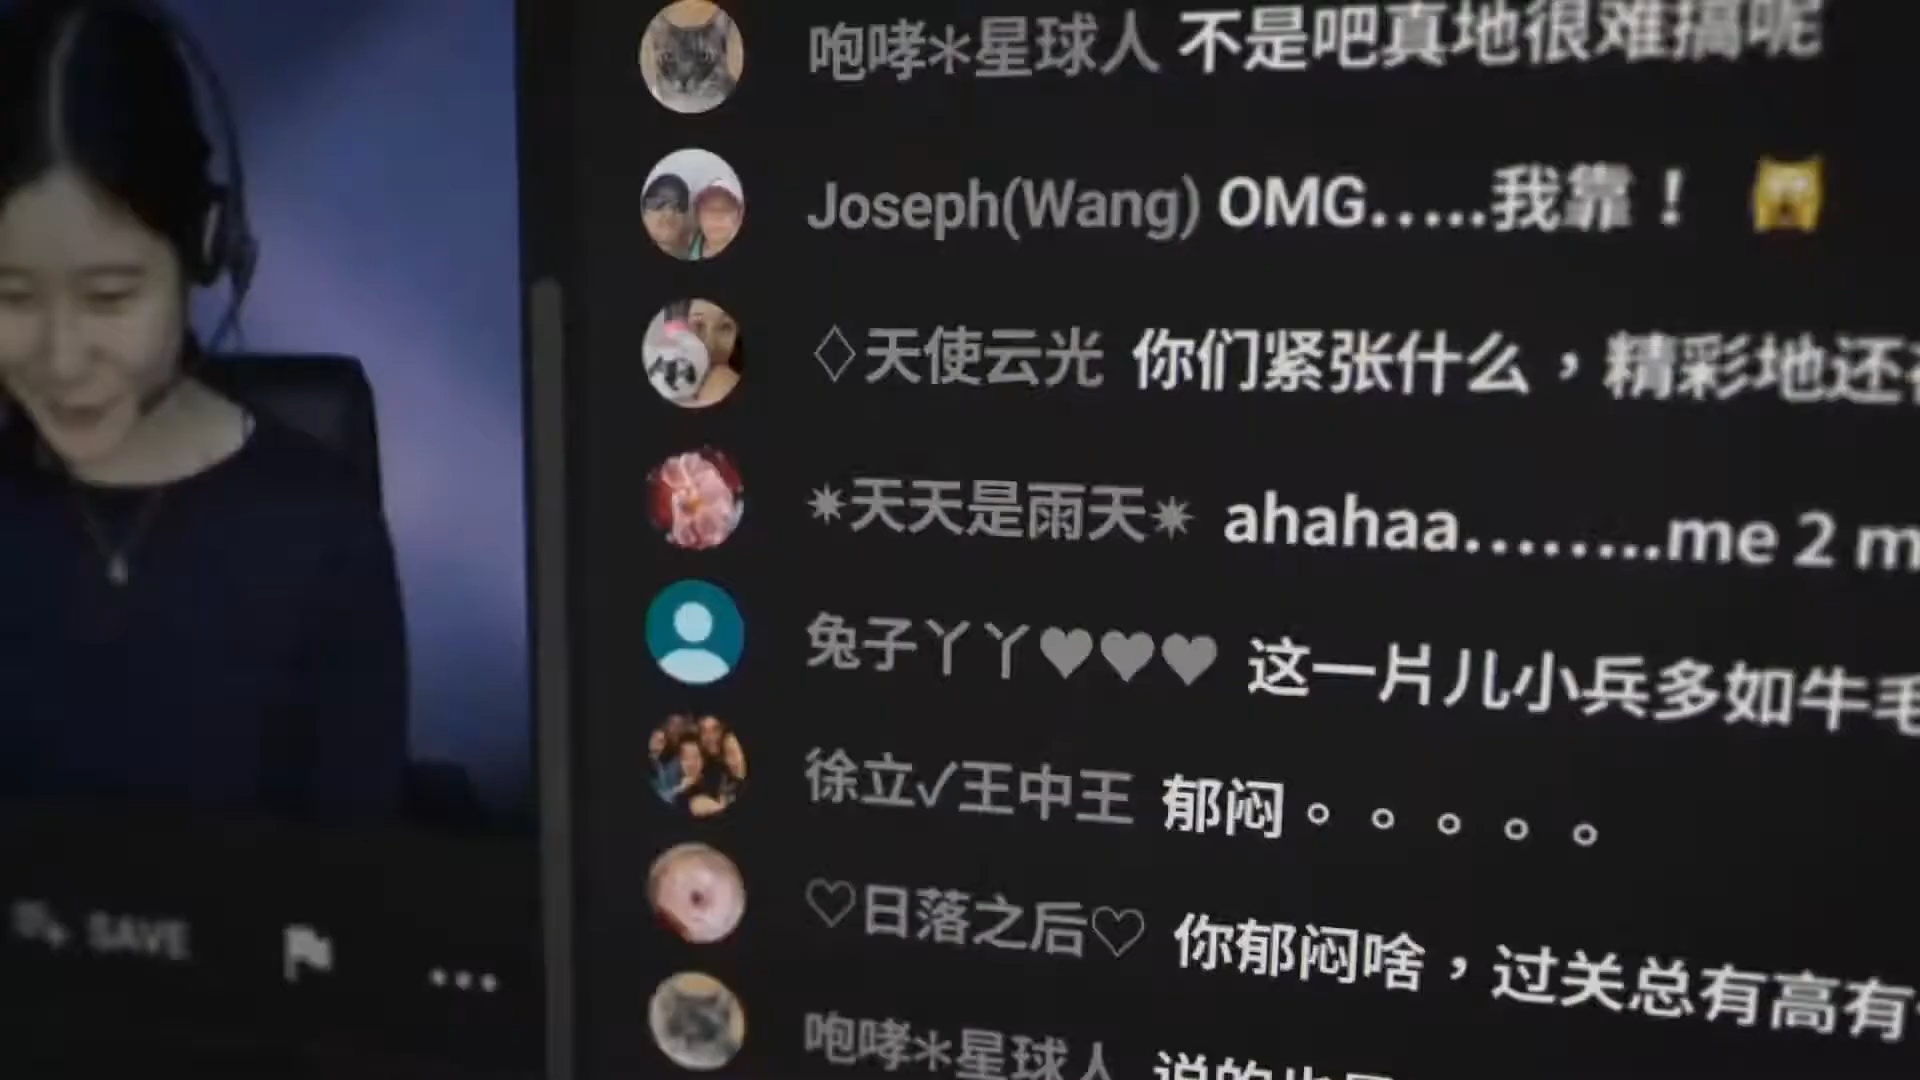 咆哮*星球人 不是吧真地很难搞呢
Joseph(Wang) OMG.....我靠！
♢天使云光 你们紧张什么，精彩地还
✷天天是雨天✷ ahahaa........me 2 m
兔子丫丫♥♥♥ 这一片儿小兵多如牛毛
徐立✓王中王 郁闷。。。。。
♡日落之后♡ 你郁闷啥，过关总有高有
咆哮*星球人 说的也是
SAVE